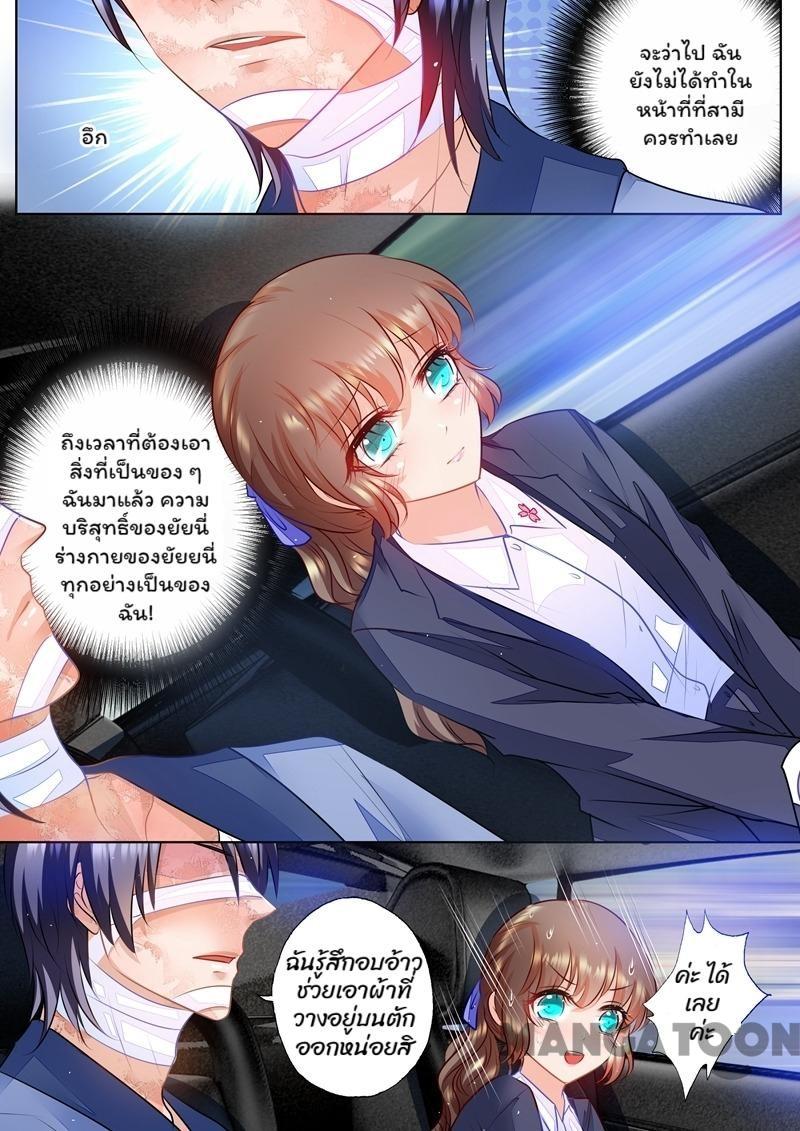 จะว่าไป ฉัน
ยังไม่ได้ทำใน
หน้าที่ที่สามี
ควรทำเลย
อึก
ถึงเวลาที่ต้องเอา
สิ่งที่เป็นของ ๆ
ฉันมาแล้ว ความ
บริสุทธิ์ของยัยนี่
ร่างกายของยัยยนี่
ทุกอย่างเป็นของ
ฉัน!
ฉันรู้สึกอบอ้าว
ช่วยเอาผ้าที่
วางอยู่บนตัก
ออกหน่อยสิ
ค่ะ ได้
เลย
ค่ะ
MANGATOON